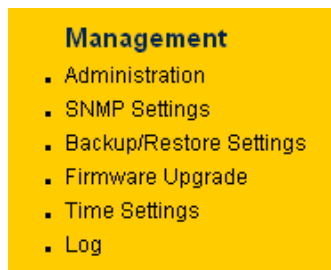 Management
Administration
SNMP Settings
Backup/Restore Settings
Firmware Upgrade
Time Settings
Log